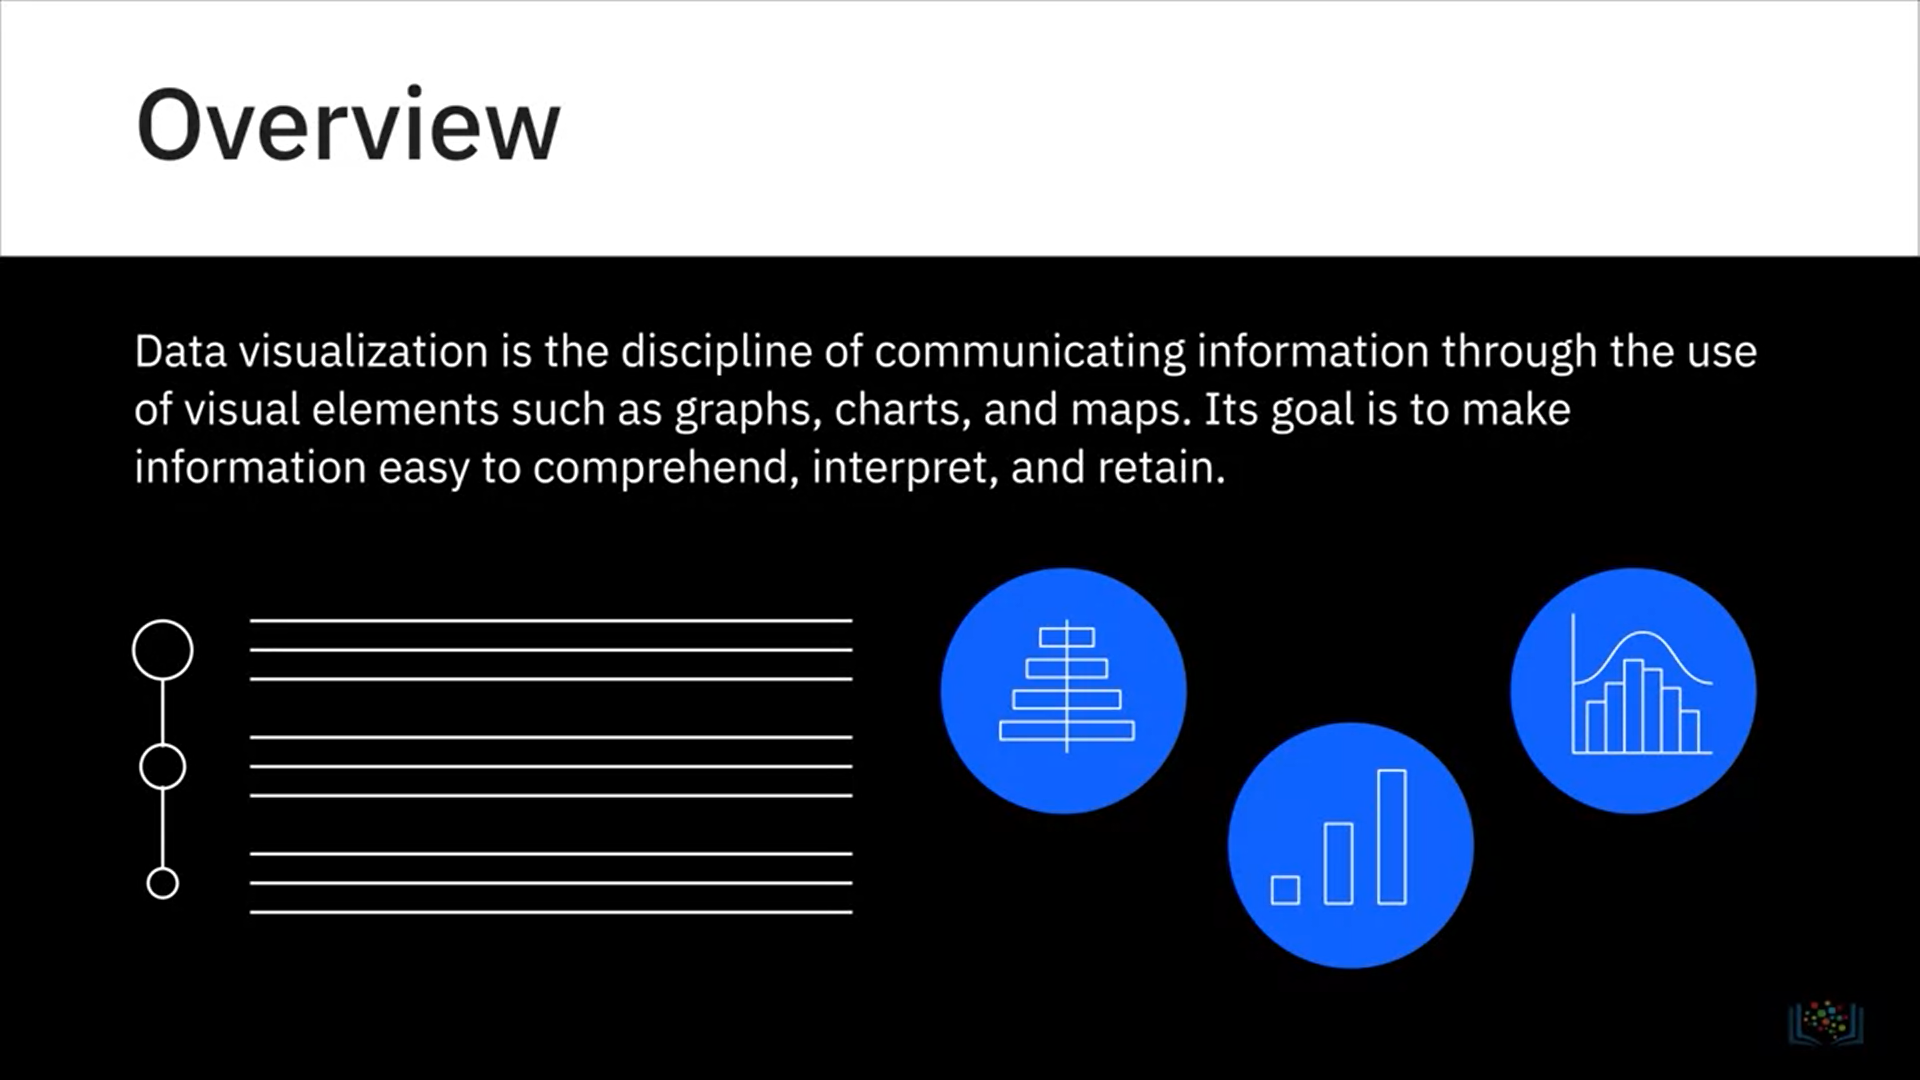 Overview
Data visualization is the discipline of communicating information through the use
of visual elements such as graphs, charts, and maps. Its goal is to make
information easy to comprehend, interpret, and retain.